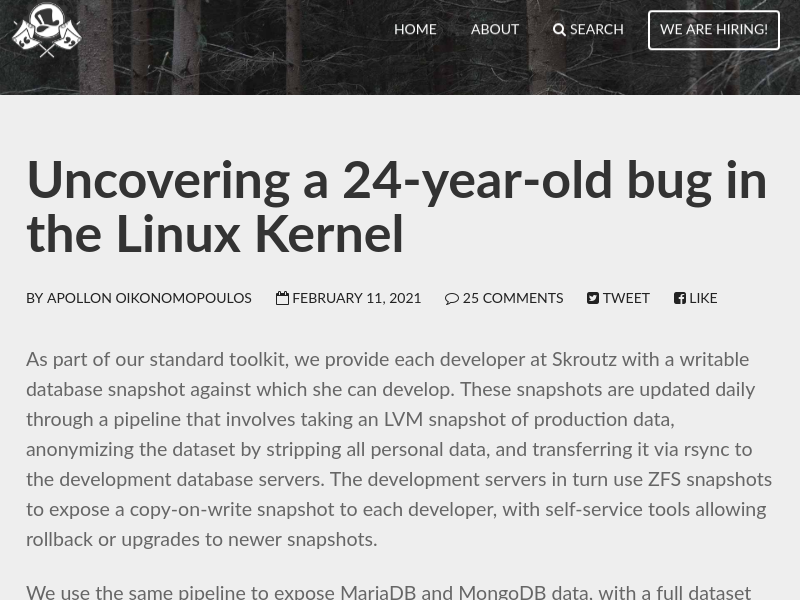 HOME ABOUT SEARCH WE ARE HIRING!
Uncovering a 24-year-old bug in
the Linux Kernel
BY APOLLON OIKONOMOPOULOS FEBRUARY 11, 2021 25 COMMENTS TWEET LIKE
As part of our standard toolkit, we provide each developer at Skroutz with a writable
database snapshot against which she can develop. These snapshots are updated daily
through a pipeline that involves taking an LVM snapshot of production data,
anonymizing the dataset by stripping all personal data, and transferring it via rsync to
the development database servers. The development servers in turn use ZFS snapshots
to expose a copy-on-write snapshot to each developer, with self-service tools allowing
rollback or upgrades to newer snapshots.
We use the same pipeline to expose MariaDB and MongoDB data, with a full dataset